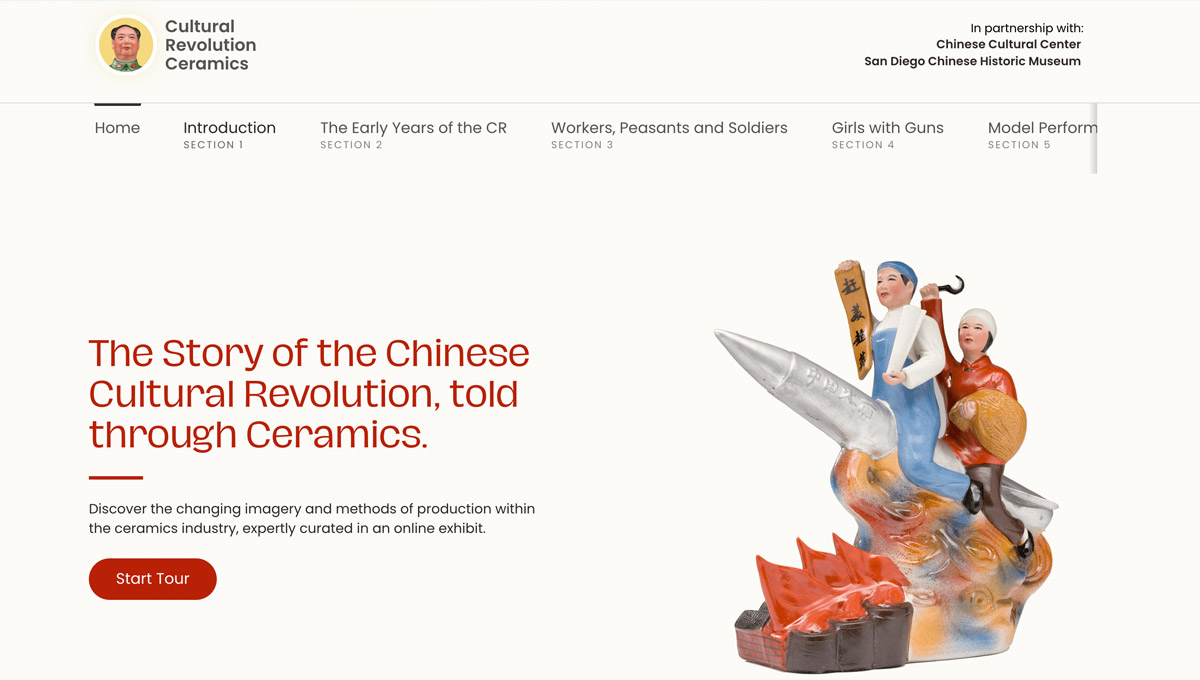 Cultural
Revolution
Ceramics
In partnership with:
Chinese Cultural Center
San Diego Chinese Historic Museum
Home
Introduction
SECTION 1
The Early Years of the CR
SECTION 2
Workers, Peasants and Soldiers
SECTION 3
Girls with Guns
SECTION 4
Model Perform
SECTION 5
The Story of the Chinese
Cultural Revolution, told
through Ceramics.
Discover the changing imagery and methods of production within
the ceramics industry, expertly curated in an online exhibit.
Start Tour
赶
美